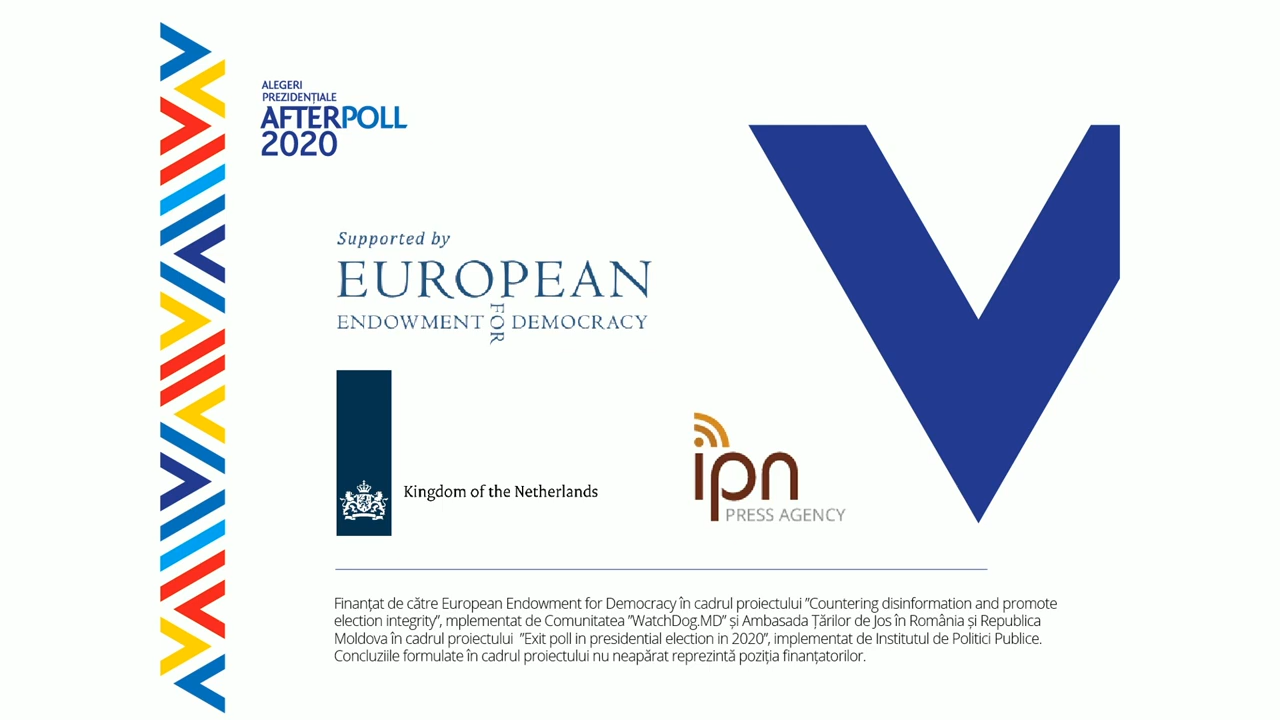 ALEGERI
PREZIDENȚIALE
AFTERPOLL
2020
Supported by
EUROPEAN
ENDOWMENT FOR DEMOCRACY
Kingdom of the Netherlands
ipn
PRESS AGENCY
Finanțat de către European Endowment for Democracy în cadrul proiectului ”Countering disinformation and promote
election integrity”, mplementat de Comunitatea ”WatchDog.MD” și Ambasada Țărilor de Jos în România și Republica
Moldova în cadrul proiectului ”Exit poll in presidential election in 2020”, implementat de Institutul de Politici Publice.
Concluziile formulate în cadrul proiectului nu neapărat reprezintă poziția finanțatorilor.